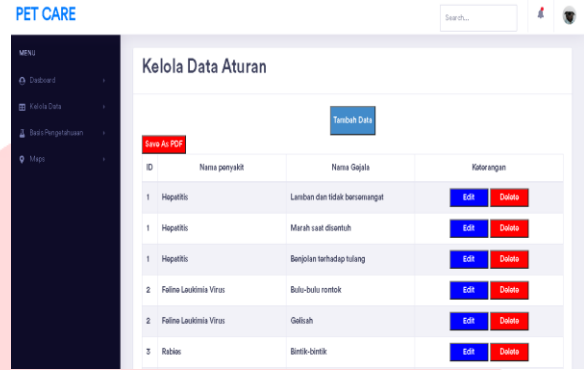 PET CARE
Search...
MENU
Dasboard
Kelola Data
Basis Pengetahuaan
Maps
Kelola Data Aturan
Tambah Data
Save As PDF
ID Nama penyakit Nama Gejala Keterangan
1 Hepatitis Lamban dan tidak bersemangat Edit Delete
1 Hepatitis Marah saat disentuh Edit Delete
1 Hepatitis Benjolan terhadap tulang Edit Delete
2 Feline Leukimia Virus Bulu-bulu rontok Edit Delete
2 Feline Leukimia Virus Gelisah Edit Delete
3 Rabies Bintik-bintik Edit Delete